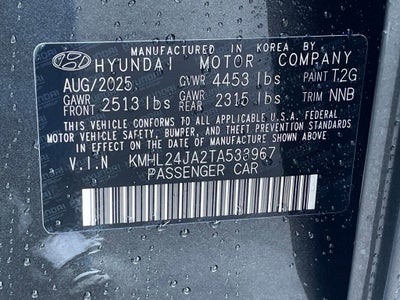 MANUFACTURED IN KOREA BY
HYUNDAI MOTOR COMPANY
AUG/2025 GVWR 4453 lbs PAINT T2G
GAWR FRONT 2513 lbs GAWR REAR 2315 lbs TRIM NNB
THIS VEHICLE CONFORMS TO ALL APPLICABLE U.S.A. FEDERAL
MOTOR VEHICLE SAFETY, BUMPER, AND THEFT PREVENTION STANDARDS
IN EFFECT ON THE DATE OF MANUFACTURE SHOWN ABOVE.
V.I.N KMHL24JA2TA533967
PASSENGER CAR